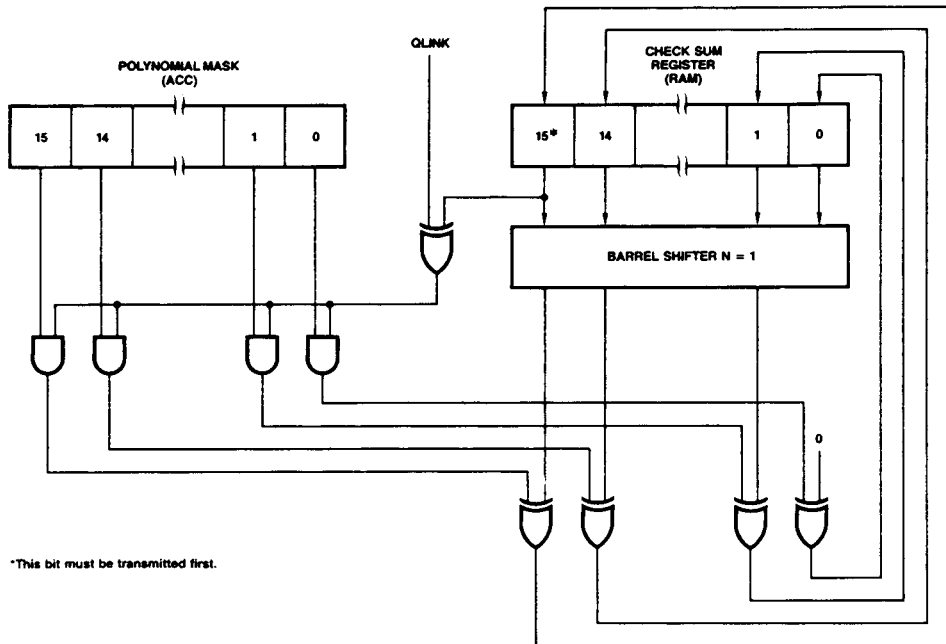 QLINK
POLYNOMIAL MASK
(ACC)
CHECK SUM
REGISTER
(RAM)
15 14 1 0
15* 14 1 0
BARREL SHIFTER N = 1
0
*This bit must be transmitted first.